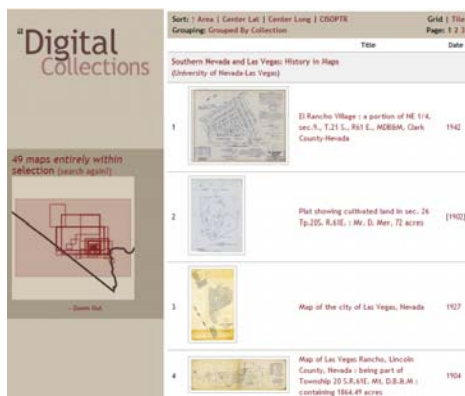 Digital
Collections
49 maps entirely within
selection (search again?)
- Zoom Out
Sort: ↑ Area | Center Lat | Center Long | CISOPTR
Grid | Tile
Grouping: Grouped By Collection
Page: 1 2 3
Title
Date
Southern Nevada and Las Vegas: History in Maps
(University of Nevada-Las Vegas)
1
El Rancho Village : a portion of NE 1/4,
sec.9., T.21 S., R61 E., MDB&M, Clark
County-Nevada
1942
2
Plat showing cultivated land in sec. 26
Tp.20S. R.61E. : Mr. D. Mer, 72 acres
[1902]
3
Map of the city of Las Vegas, Nevada
1927
4
Map of Las Vegas Rancho, Lincoln
County, Nevada : being part of
Township 20 S.R.61E. Mt. D.B.&.M :
containing 1864.49 acres
1904